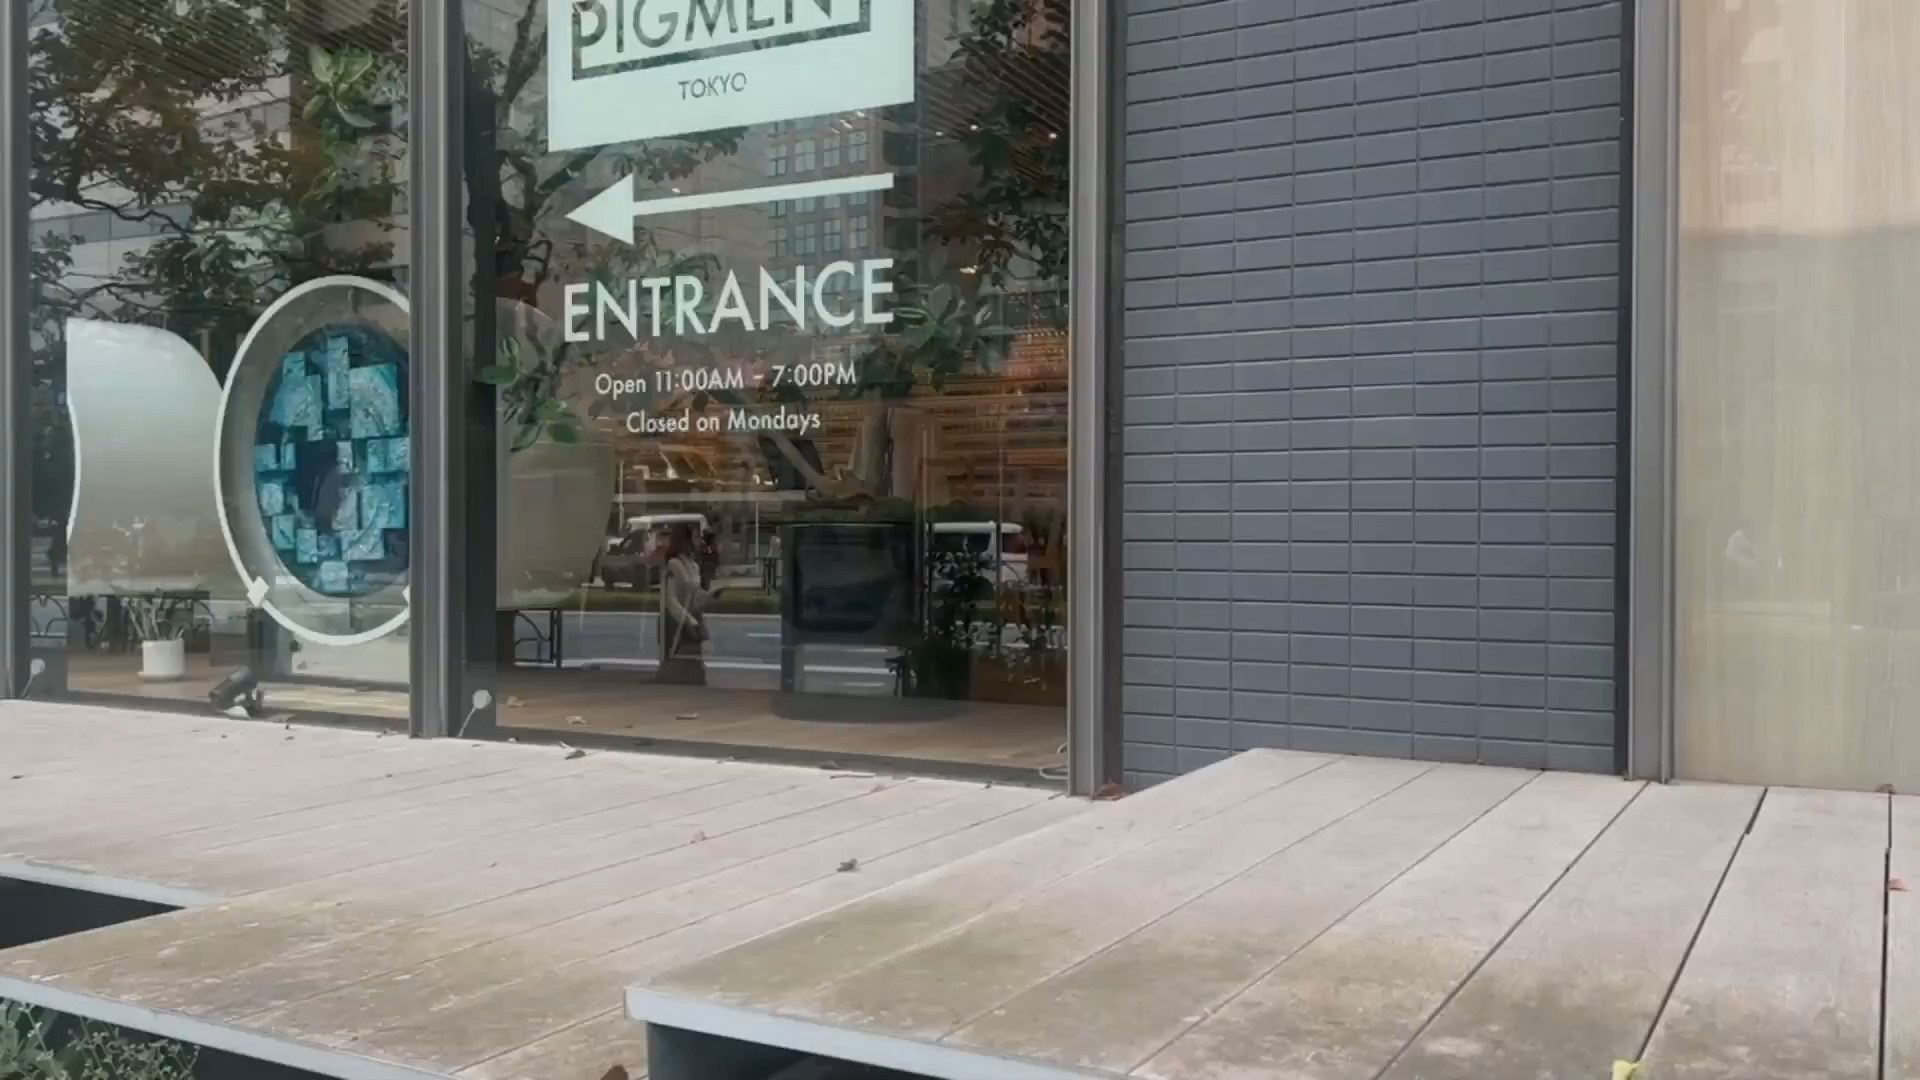 PIGMENT
TOKYO
ENTRANCE
Open 11:00AM - 7:00PM
Closed on Mondays